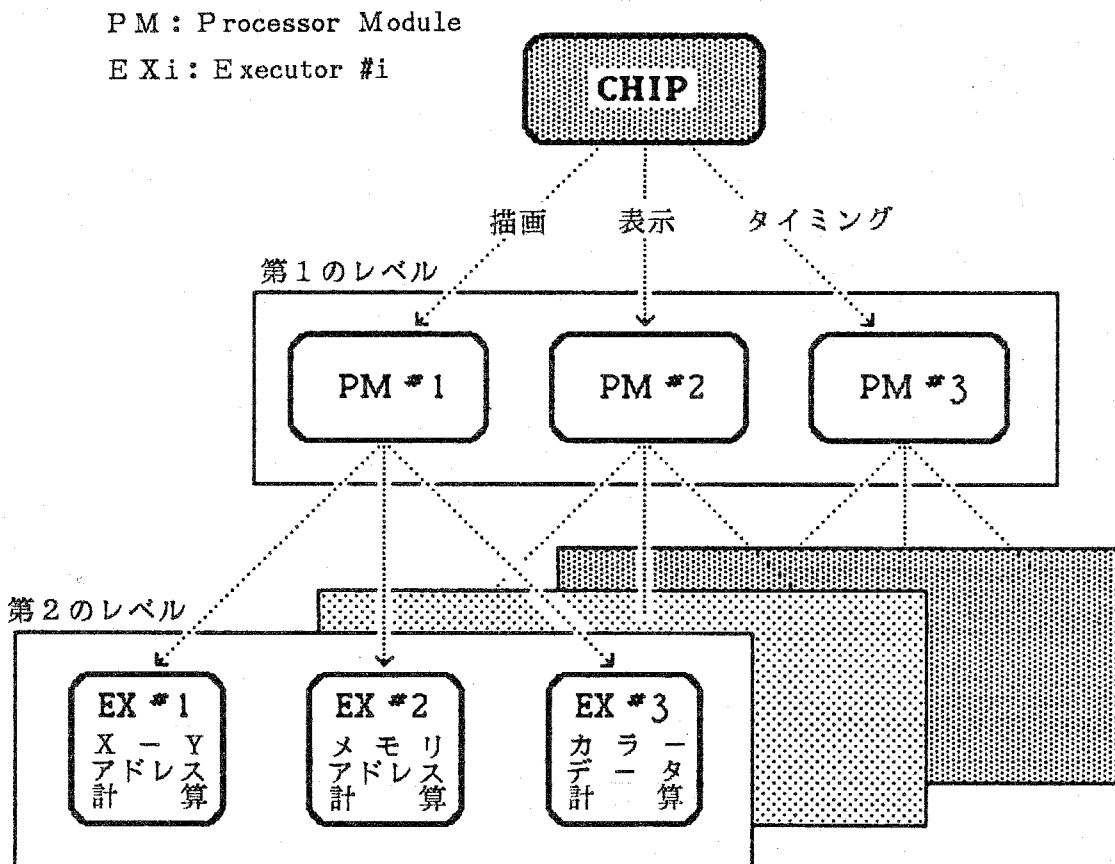 PM: Processor Module
EXi: Executor #i
CHIP
描画
表示
タイミング
第1のレベル
PM #1
PM #2
PM #3
第2のレベル
EX #1
X－Y
アドレス
計算
EX #2
メモリ
アドレス
計算
EX #3
カラー
データ
計算